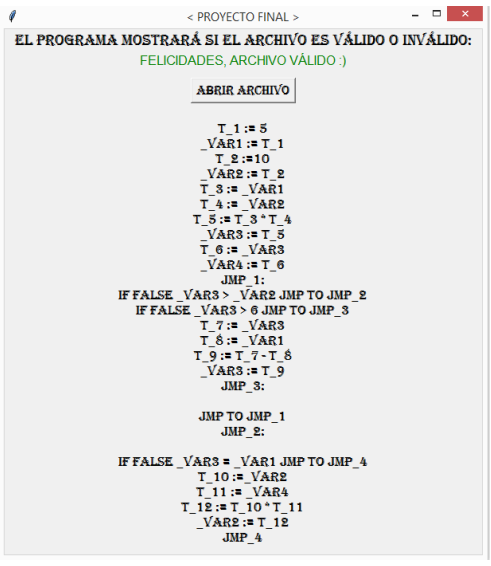 < PROYECTO FINAL >
EL PROGRAMA MOSTRARÁ SI EL ARCHIVO ES VÁLIDO O INVÁLIDO:
FELICIDADES, ARCHIVO VÁLIDO :)
ABRIR ARCHIVO
T_1 := 5
_VAR1 := T_1
T_2 :=10
_VAR2 := T_2
T_3 := _VAR1
T_4 := _VAR2
T_5 := T_3 * T_4
_VAR3 := T_5
T_6 := _VAR3
_VAR4 := T_6
JMP_1:
IF FALSE _VAR3 > _VAR2 JMP TO JMP_2
IF FALSE _VAR3 > 6 JMP TO JMP_3
T_7 := _VAR3
T_8 := _VAR1
T_9 := T_7 - T_8
_VAR3 := T_9
JMP_3:
JMP TO JMP_1
JMP_2:
IF FALSE _VAR3 = _VAR1 JMP TO JMP_4
T_10 := _VAR2
T_11 := _VAR4
T_12 := T_10 * T_11
_VAR2 := T_12
JMP_4